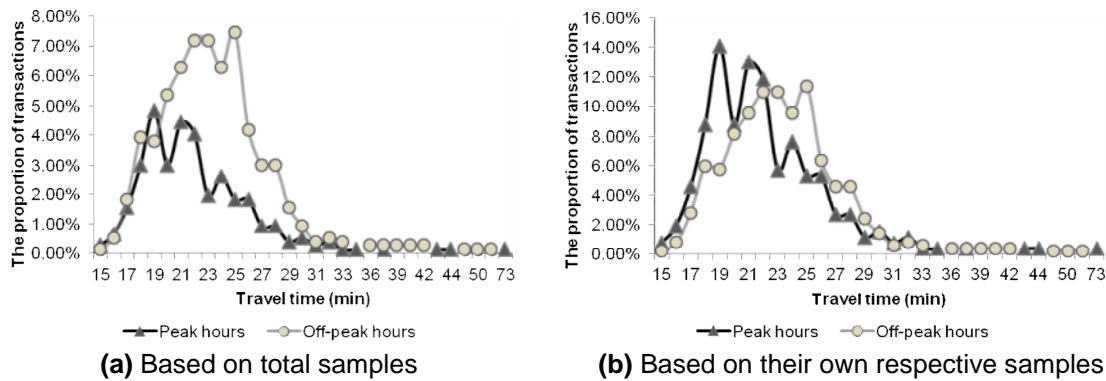 The proportion of transactions
8.00%
7.00%
6.00%
5.00%
4.00%
3.00%
2.00%
1.00%
0.00%
15 17 19 21 23 25 27 29 31 33 36 39 42 44 50 73
Travel time (min)
Peak hours Off-peak hours
(a) Based on total samples
The proportion of transactions
16.00%
14.00%
12.00%
10.00%
8.00%
6.00%
4.00%
2.00%
0.00%
15 17 19 21 23 25 27 29 31 33 36 39 42 44 50 73
Travel time (min)
Peak hours Off-peak hours
(b) Based on their own respective samples